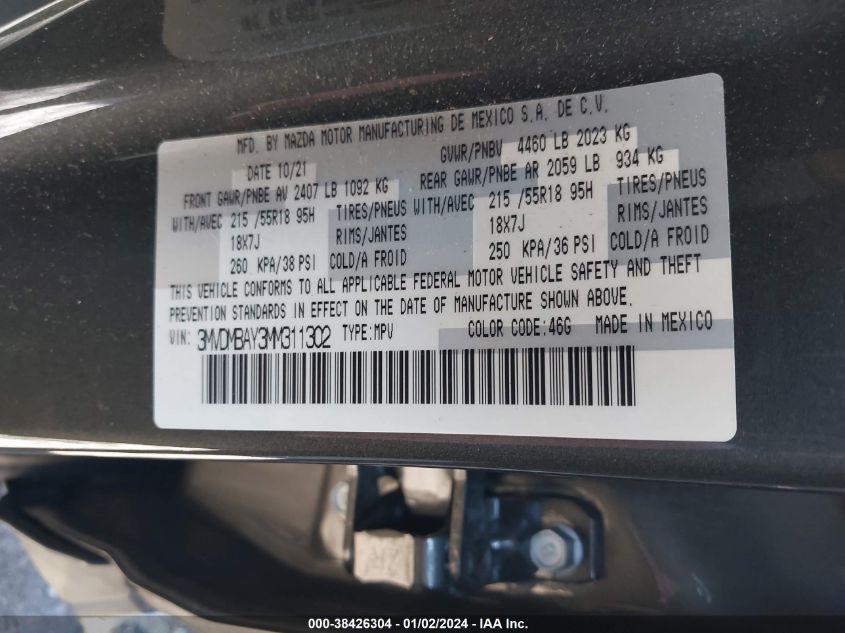 MFD. BY MAZDA MOTOR MANUFACTURING DE MEXICO S.A. DE C.V.
DATE 10/21 GVWR/PNBV 4460 LB 2023 KG
FRONT GAWR/PNBE AV 2407 LB 1092 KG REAR GAWR/PNBE AR 2059 LB 934 KG
WITH/AVEC 215 /55R18 95H TIRES/PNEUS WITH/AVEC 215 /55R18 95H TIRES/PNEUS
18X7J RIMS/JANTES 18X7J RIMS/JANTES
260 KPA/38 PSI COLD/A FROID 250 KPA/36 PSI COLD/A FROID
THIS VEHICLE CONFORMS TO ALL APPLICABLE FEDERAL MOTOR VEHICLE SAFETY AND THEFT
PREVENTION STANDARDS IN EFFECT ON THE DATE OF MANUFACTURE SHOWN ABOVE.
VIN: 3MVDMBAY3MM311302 TYPE:MPV COLOR CODE:46G MADE IN MEXICO
000-38426304 - 01/02/2024 - IAA Inc.